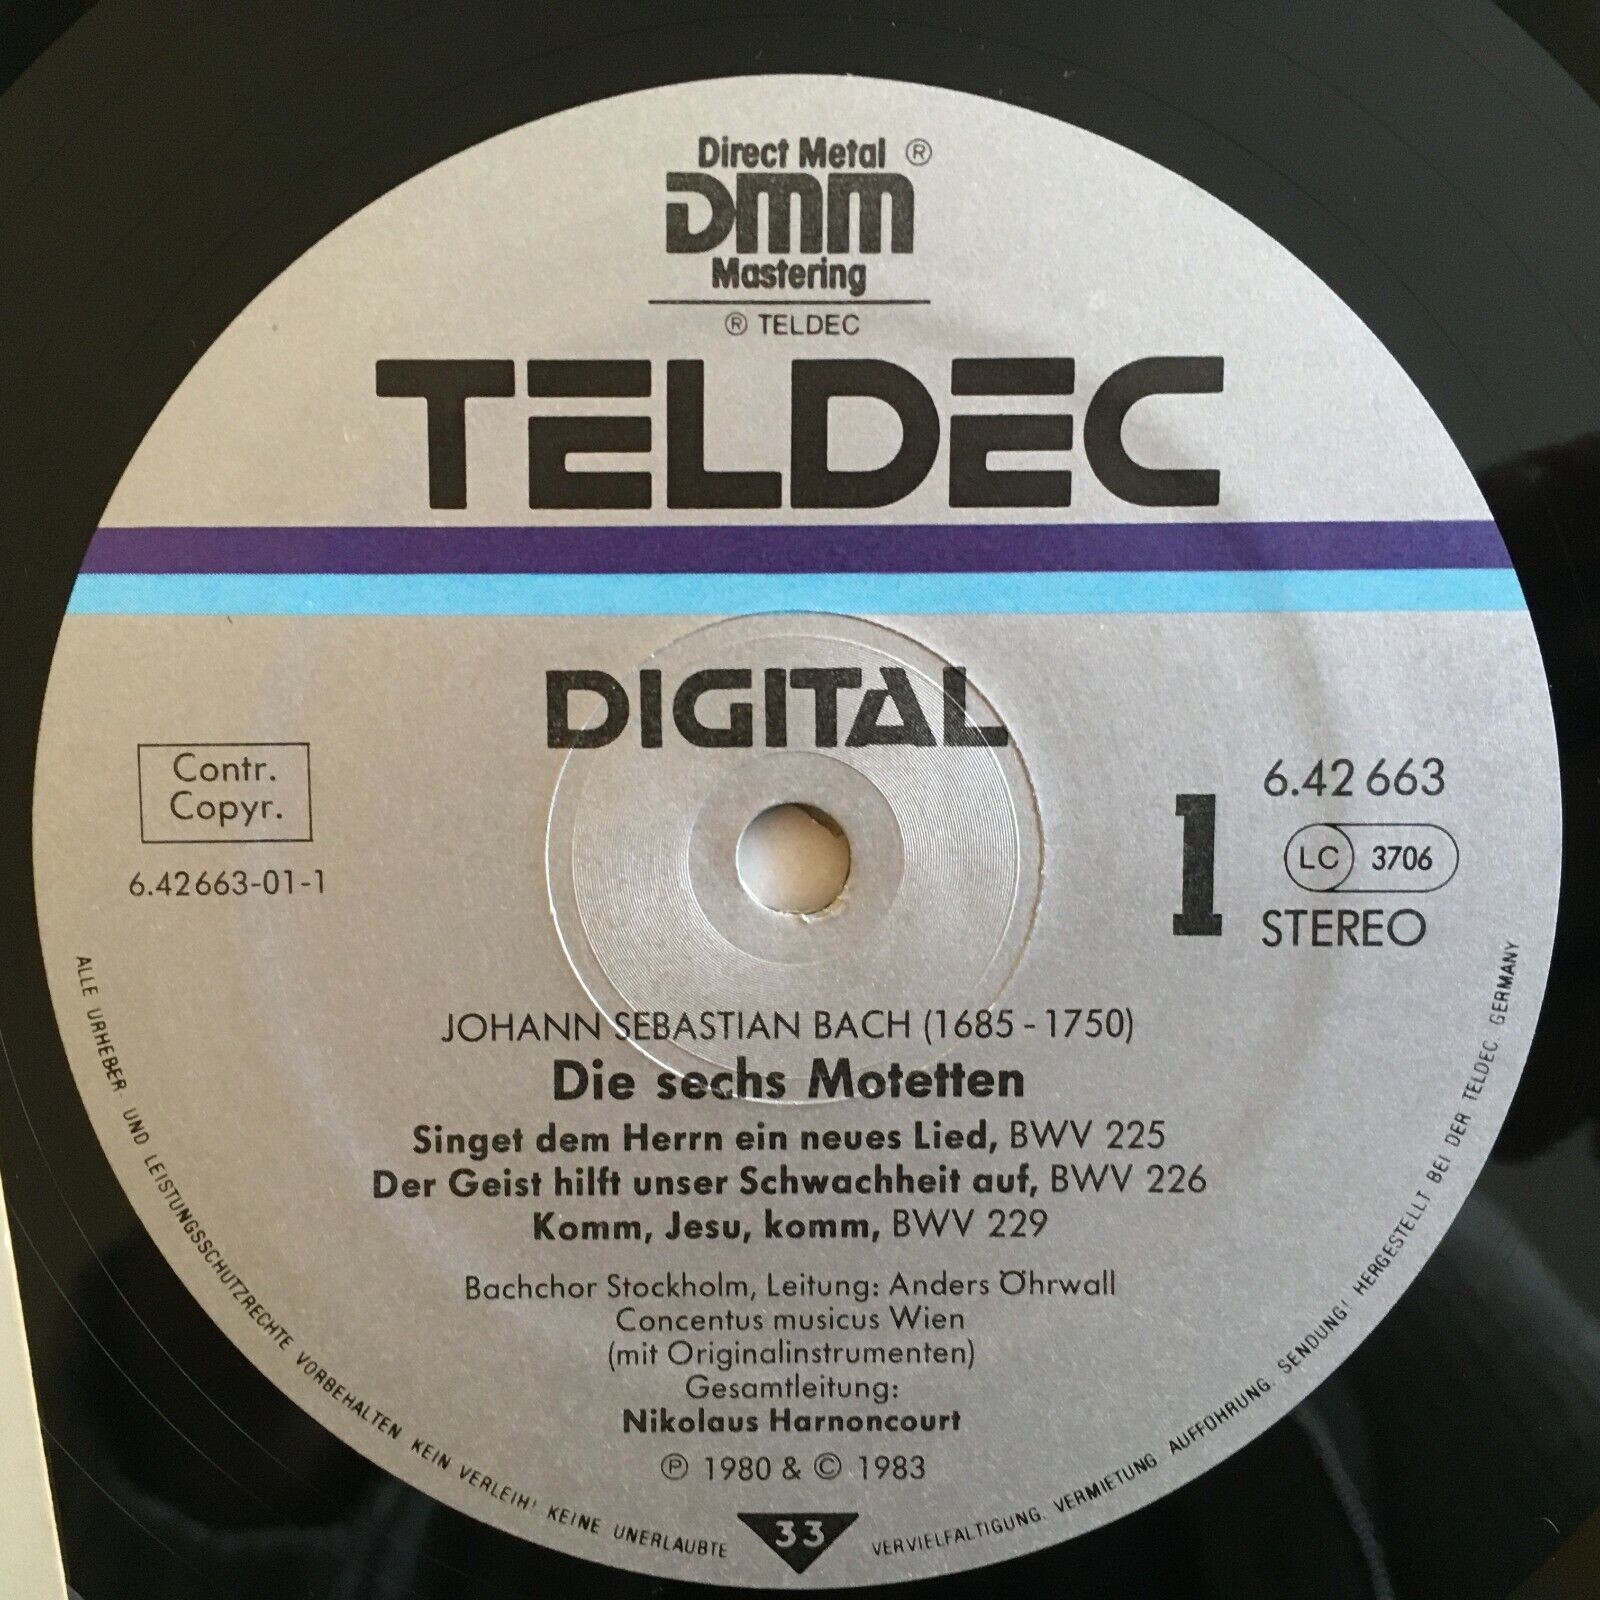 Direct Metal ®
DMM
Mastering
® TELDEC
TELDEC
DIGITAL
Contr.
Copyr.
6.42663-01-1
1
6.42 663
LC 3706
STEREO
JOHANN SEBASTIAN BACH (1685 - 1750)
Die sechs Motetten
Singet dem Herrn ein neues Lied, BWV 225
Der Geist hilft unser Schwachheit auf, BWV 226
Komm, Jesu, komm, BWV 229
Bachchor Stockholm, Leitung: Anders Öhrwall
Concentus musicus Wien
(mit Originalinstrumenten)
Gesamtleitung:
Nikolaus Harnoncourt
℗ 1980 & © 1983
33
ALLE URHEBER- UND LEISTUNGSSCHUTZRECHTE VORBEHALTEN KEIN VERLEIH! KEINE UNERLAUBTE VERVIELFÄLTIGUNG, VERMIETUNG AUFFÜHRUNG, SENDUNG! HERGESTELLT BEI DER TELDEC, GERMANY